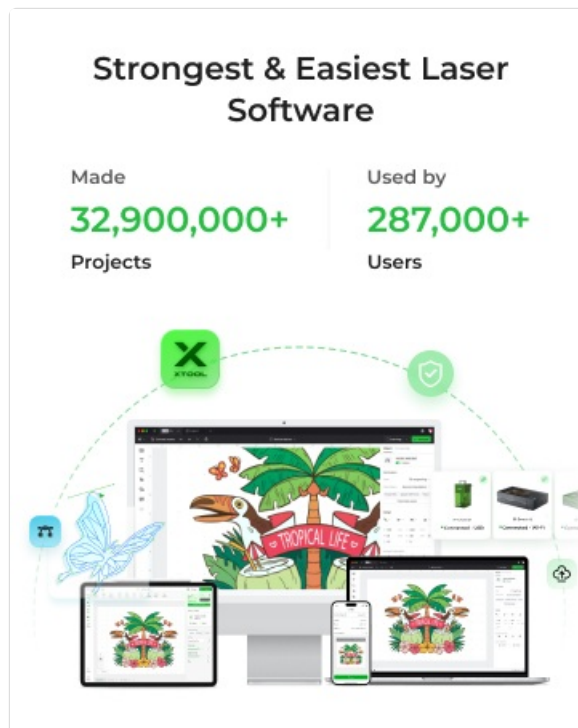 Strongest & Easiest Laser
Software
Made
32,900,000+
Projects
Used by
287,000+
Users
XTOOL
TROPICAL LIFE